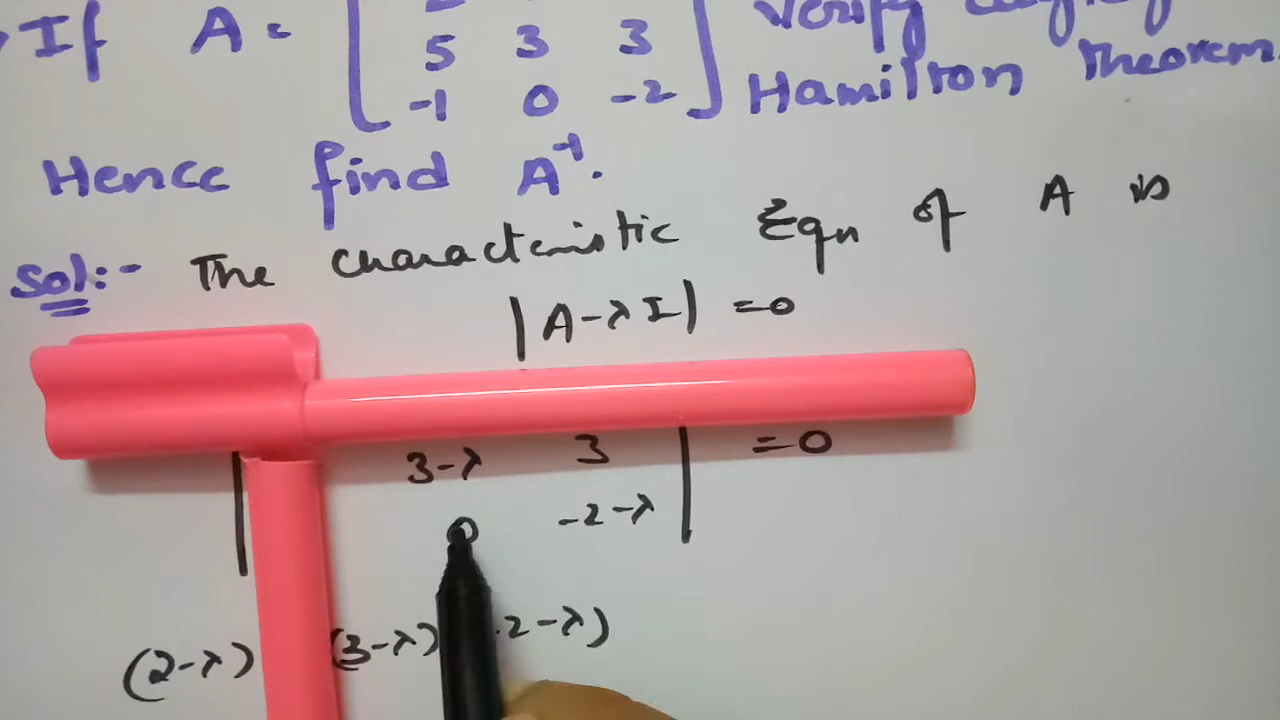 If A =
Verify
5 3 3
-1 0 -2
Hamilton Theorem.
Hence find A⁻¹.
Sol:- The characteristic Eqn of A is
|A-λI| =0
3-λ 3 =0
0 -2-λ
(2-λ) (3-λ) 2-λ)